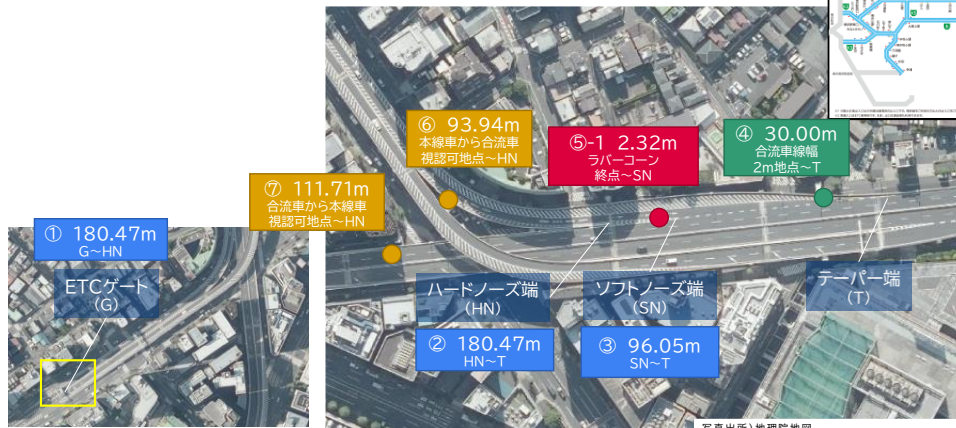 ⑥ 93.94m
本線車から合流車
視認可地点～HN
⑤-1 2.32m
ラバーコーン
終点～SN
④ 30.00m
合流車線幅
2m地点～T
⑦ 111.71m
合流車から本線車
視認可地点～HN
① 180.47m
G～HN
ETCゲート
(G)
ハードノーズ端
(HN)
ソフトノーズ端
(SN)
テーパー端
(T)
② 180.47m
HN～T
③ 96.05m
SN～T
写真出所)地理院地図